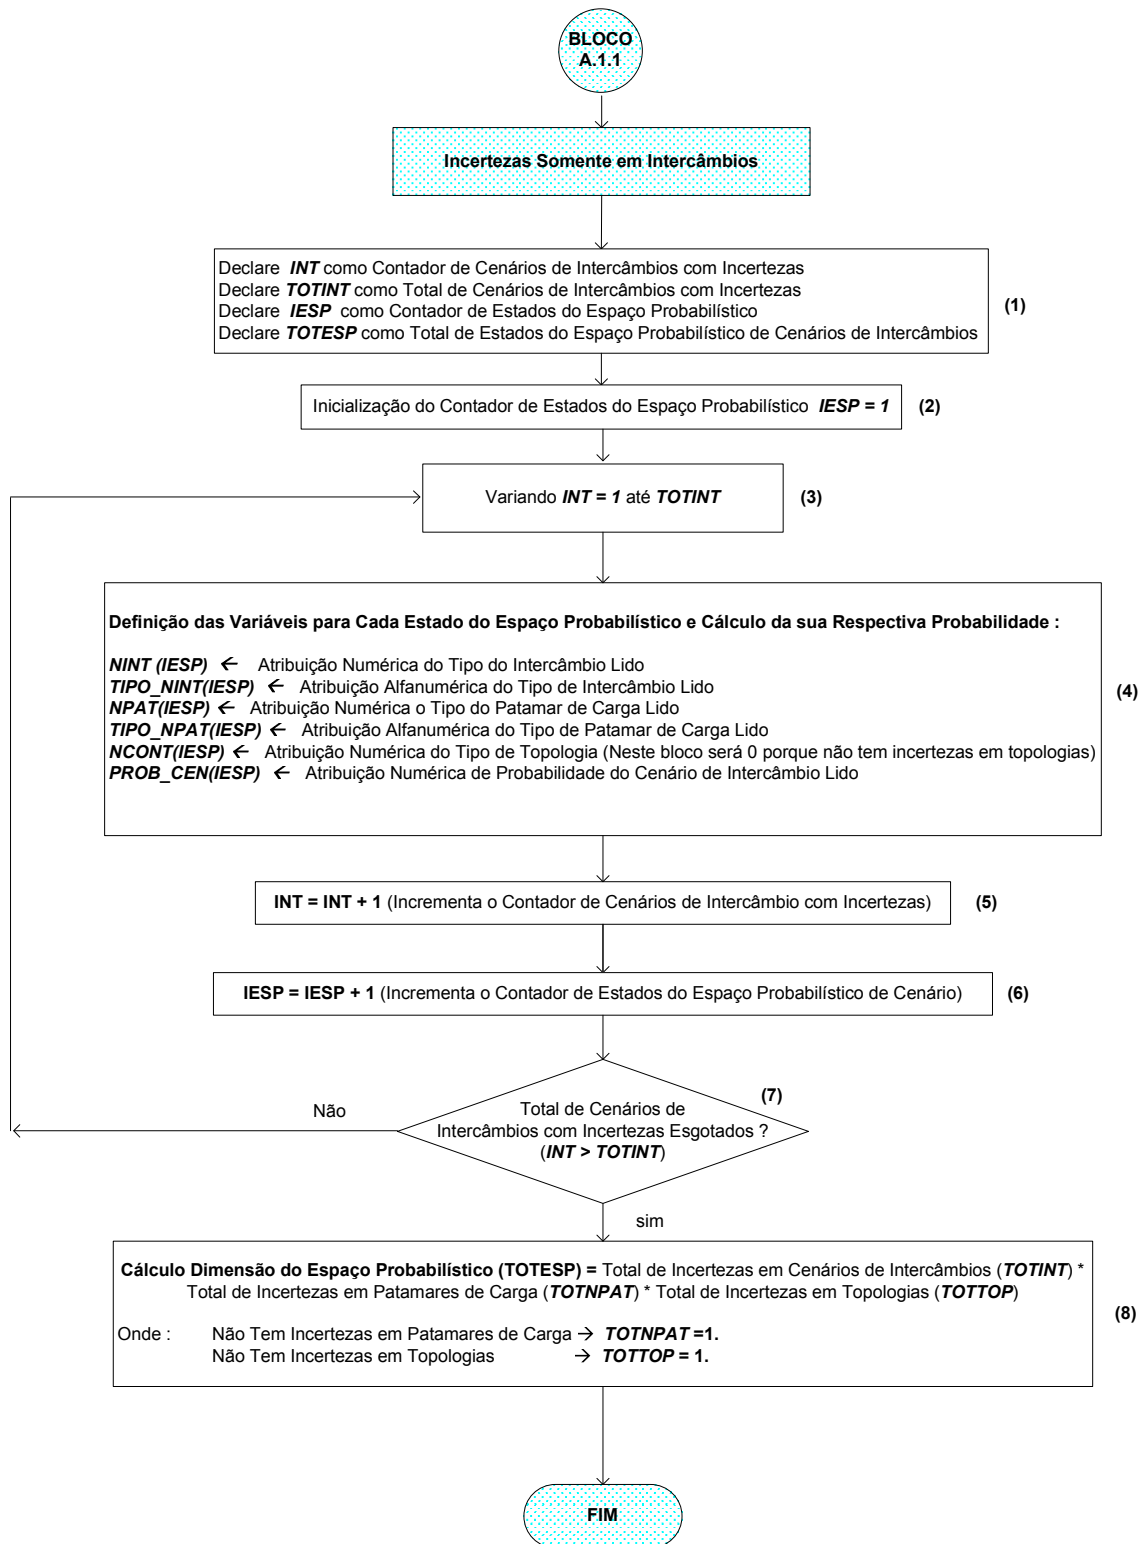 BLOCO
A.1.1
Incertezas Somente em Intercâmbios
Declare INT como Contador de Cenários de Intercâmbios com Incertezas
Declare TOTINT como Total de Cenários de Intercâmbios com Incertezas
Declare IESP como Contador de Estados do Espaço Probabilístico
Declare TOTESP como Total de Estados do Espaço Probabilístico de Cenários de Intercâmbios
(1)
Inicialização do Contador de Estados do Espaço Probabilístico IESP = 1
(2)
Variando INT = 1 até TOTINT
(3)
Definição das Variáveis para Cada Estado do Espaço Probabilístico e Cálculo da sua Respectiva Probabilidade :
NINT (IESP) ← Atribuição Numérica do Tipo do Intercâmbio Lido
TIPO_NINT(IESP) ← Atribuição Alfanumérica do Tipo de Intercâmbio Lido
NPAT(IESP) ← Atribuição Numérica o Tipo do Patamar de Carga Lido
TIPO_NPAT(IESP) ← Atribuição Alfanumérica do Tipo de Patamar de Carga Lido
NCONT(IESP) ← Atribuição Numérica do Tipo de Topologia (Neste bloco será 0 porque não tem incertezas em topologias)
PROB_CEN(IESP) ← Atribuição Numérica de Probabilidade do Cenário de Intercâmbio Lido
(4)
INT = INT + 1 (Incrementa o Contador de Cenários de Intercâmbio com Incertezas)
(5)
IESP = IESP + 1 (Incrementa o Contador de Estados do Espaço Probabilístico de Cenário)
(6)
(7)
Total de Cenários de
Intercâmbios com Incertezas Esgotados ?
(INT > TOTINT)
Não
sim
Cálculo Dimensão do Espaço Probabilístico (TOTESP) = Total de Incertezas em Cenários de Intercâmbios (TOTINT) *
Total de Incertezas em Patamares de Carga (TOTNPAT) * Total de Incertezas em Topologias (TOTTOP)
Onde : Não Tem Incertezas em Patamares de Carga → TOTNPAT =1.
Não Tem Incertezas em Topologias → TOTTOP = 1.
(8)
FIM